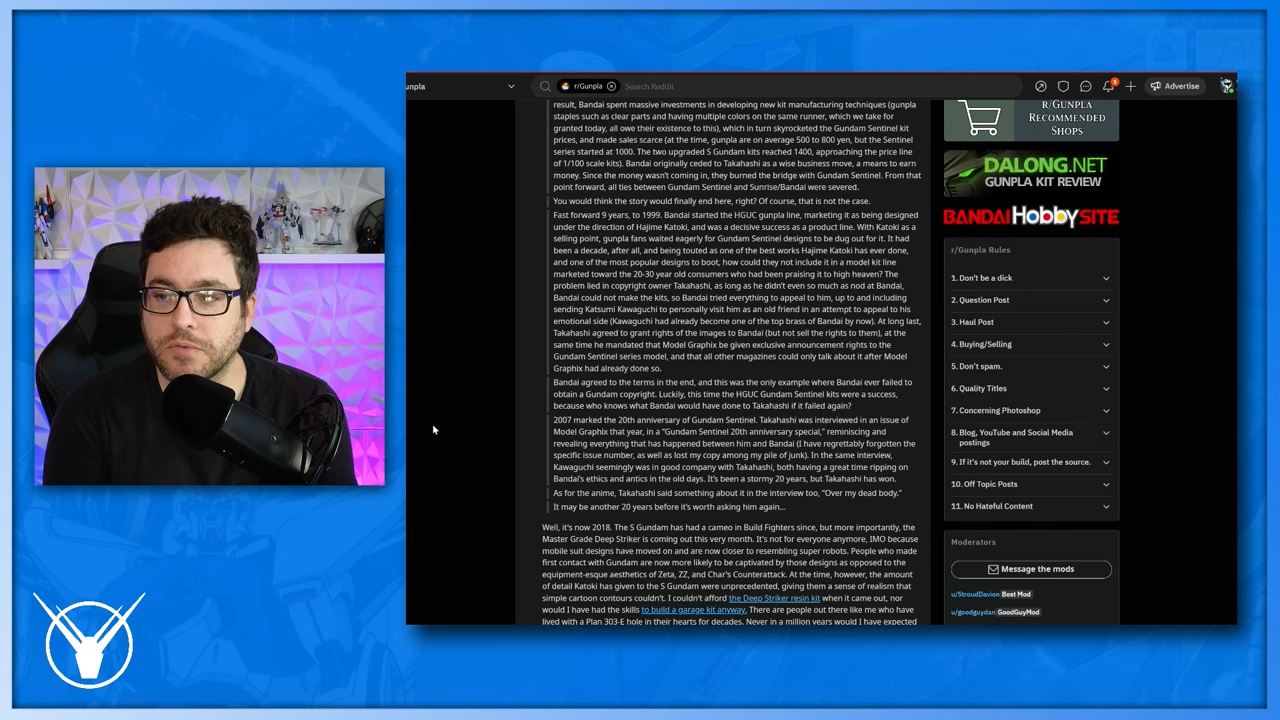 unpla
r/Gunpla
Search Reddit
5
Advertise
result, Bandai spent massive investments in developing new kit manufacturing techniques (gunpla
staples such as clear parts and having multiple colors on the same runner, which we take for
granted today, all owe their existence to this), which in turn skyrocketed the Gundam Sentinel kit
prices, and made sales scarce (at the time, gunpla are on average 500 to 800 yen, but the Sentinel
series started at 1000. The two upgraded S Gundam kits reached 1400, approaching the price line
of 1/100 scale kits). Bandai originally ceded to Takahashi as a wise business move, a means to earn
money. Since the money wasn't coming in, they burned the bridge with Gundam Sentinel. From that
point forward, all ties between Gundam Sentinel and Sunrise/Bandai were severed.
You would think the story would finally end here, right? Of course, that is not the case.
Fast forward 9 years, to 1999. Bandai started the HGUC gunpla line, marketing it as being designed
under the direction of Hajime Katoki, and was a decisive success as a product line. With Katoki as a
selling point, gunpla fans waited eagerly for Gundam Sentinel designs to be dug out for it. It had
been a decade, after all, and being touted as one of the best works Hajime Katoki has ever done,
and one of the most popular designs to boot, how could they not include it in a model kit line
marketed toward the 20-30 year old consumers who had been praising it to high heaven? The
problem lied in copyright owner Takahashi, as long as he didn't even so much as nod at Bandai,
Bandai could not make the kits, so Bandai tried everything to appeal to him, up to and including
sending Katsumi Kawaguchi to personally visit him as an old friend in an attempt to appeal to his
emotional side (Kawaguchi had already become one of the top brass of Bandai by now). At long last,
Takahashi agreed to grant rights of the images to Bandai (but not sell the rights to them), at the
same time he mandated that Model Graphix be given exclusive announcement rights to the
Gundam Sentinel series model, and that all other magazines could only talk about it after Model
Graphix had already done so.
Bandai agreed to the terms in the end, and this was the only example where Bandai ever failed to
obtain a Gundam copyright. Luckily, this time the HGUC Gundam Sentinel kits were a success,
because who knows what Bandai would have done to Takahashi if it failed again?
2007 marked the 20th anniversary of Gundam Sentinel. Takahashi was interviewed in an issue of
Model Graphix that year, in a "Gundam Sentinel 20th anniversary special," reminiscing and
revealing everything that has happened between him and Bandai (I have regrettably forgotten the
specific issue number, as well as lost my copy among my pile of junk). In the same interview,
Kawaguchi seemingly was in good company with Takahashi, both having a great time ripping on
Bandai's ethics and antics in the old days. It's been a stormy 20 years, but Takahashi has won.
As for the anime, Takahashi said something about it in the interview too, "Over my dead body."
It may be another 20 years before it's worth asking him again...
Well, it's now 2018. The S Gundam has had a cameo in Build Fighters since, but more importantly, the
Master Grade Deep Striker is coming out this very month. It's not for everyone anymore, IMO because
mobile suit designs have moved on and are now closer to resembling super robots. People who made
first contact with Gundam are now more likely to be captivated by those designs as opposed to the
equipment-esque aesthetics of Zeta, ZZ, and Char's Counterattack. At the time, however, the amount
of detail Katoki has given to the S Gundam were unprecedented, giving them a sense of realism that
simple cartoon contours couldn't. I couldn't afford the Deep Striker resin kit when it came out, nor
would I have had the skills to build a garage kit anyway. There are people out there like me who have
lived with a Plan 303-E hole in their hearts for decades. Never in a million years would I have expected
R/GUNPLA
RECOMMENDED
SHOPS
DALONG.NET
GUNPLA KIT REVIEW
BANDAI HobbySITE
r/Gunpla Rules
1. Don't be a dick
2. Question Post
3. Haul Post
4. Buying/Selling
5. Don't spam.
6. Quality Titles
7. Concerning Photoshop
8. Blog, YouTube and Social Media
postings
9. If it's not your build, post the source.
10. Off Topic Posts
11. No Hateful Content
Moderators
Message the mods
u/StroudDavion Best Mod
u/goodguydan GoodGuyMod